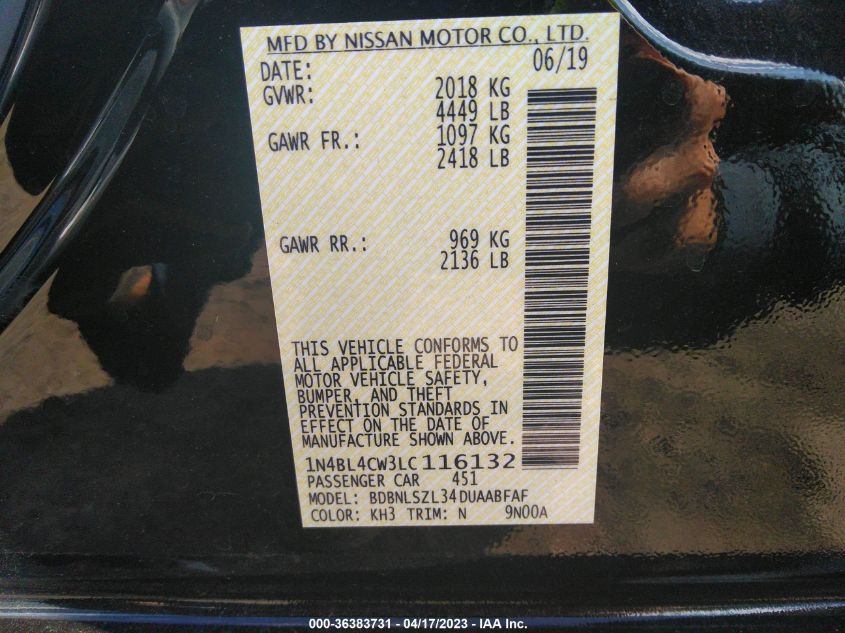 MFD BY NISSAN MOTOR CO., LTD.
DATE: 06/19
GVWR: 2018 KG
4449 LB
GAWR FR.: 1097 KG
2418 LB
GAWR RR.: 969 KG
2136 LB
THIS VEHICLE CONFORMS TO
ALL APPLICABLE FEDERAL
MOTOR VEHICLE SAFETY,
BUMPER, AND THEFT
PREVENTION STANDARDS IN
EFFECT ON THE DATE OF
MANUFACTURE SHOWN ABOVE.
1N4BL4CW3LC116132
PASSENGER CAR 451
MODEL: BDBNLSZL34DUAABFAF
COLOR: KH3 TRIM: N 9N00A
000-36383731 - 04/17/2023 - IAA Inc.